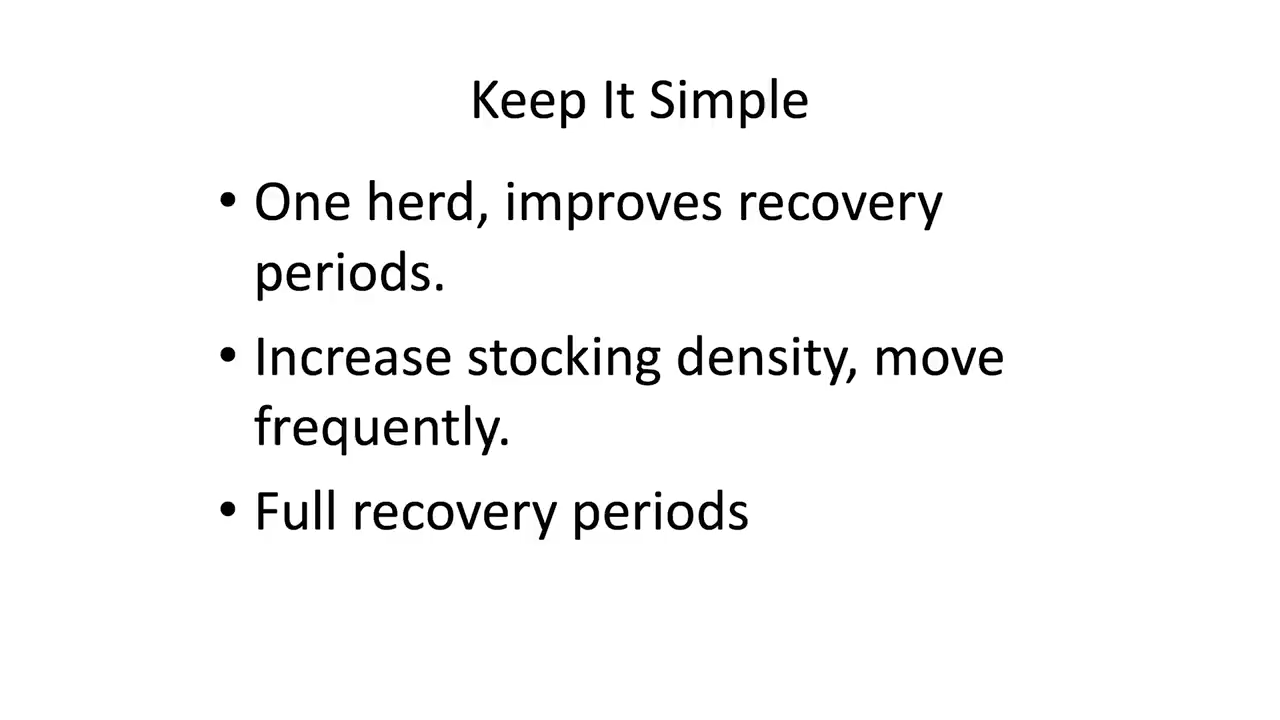 Keep It Simple
• One herd, improves recovery
periods.
• Increase stocking density, move
frequently.
• Full recovery periods